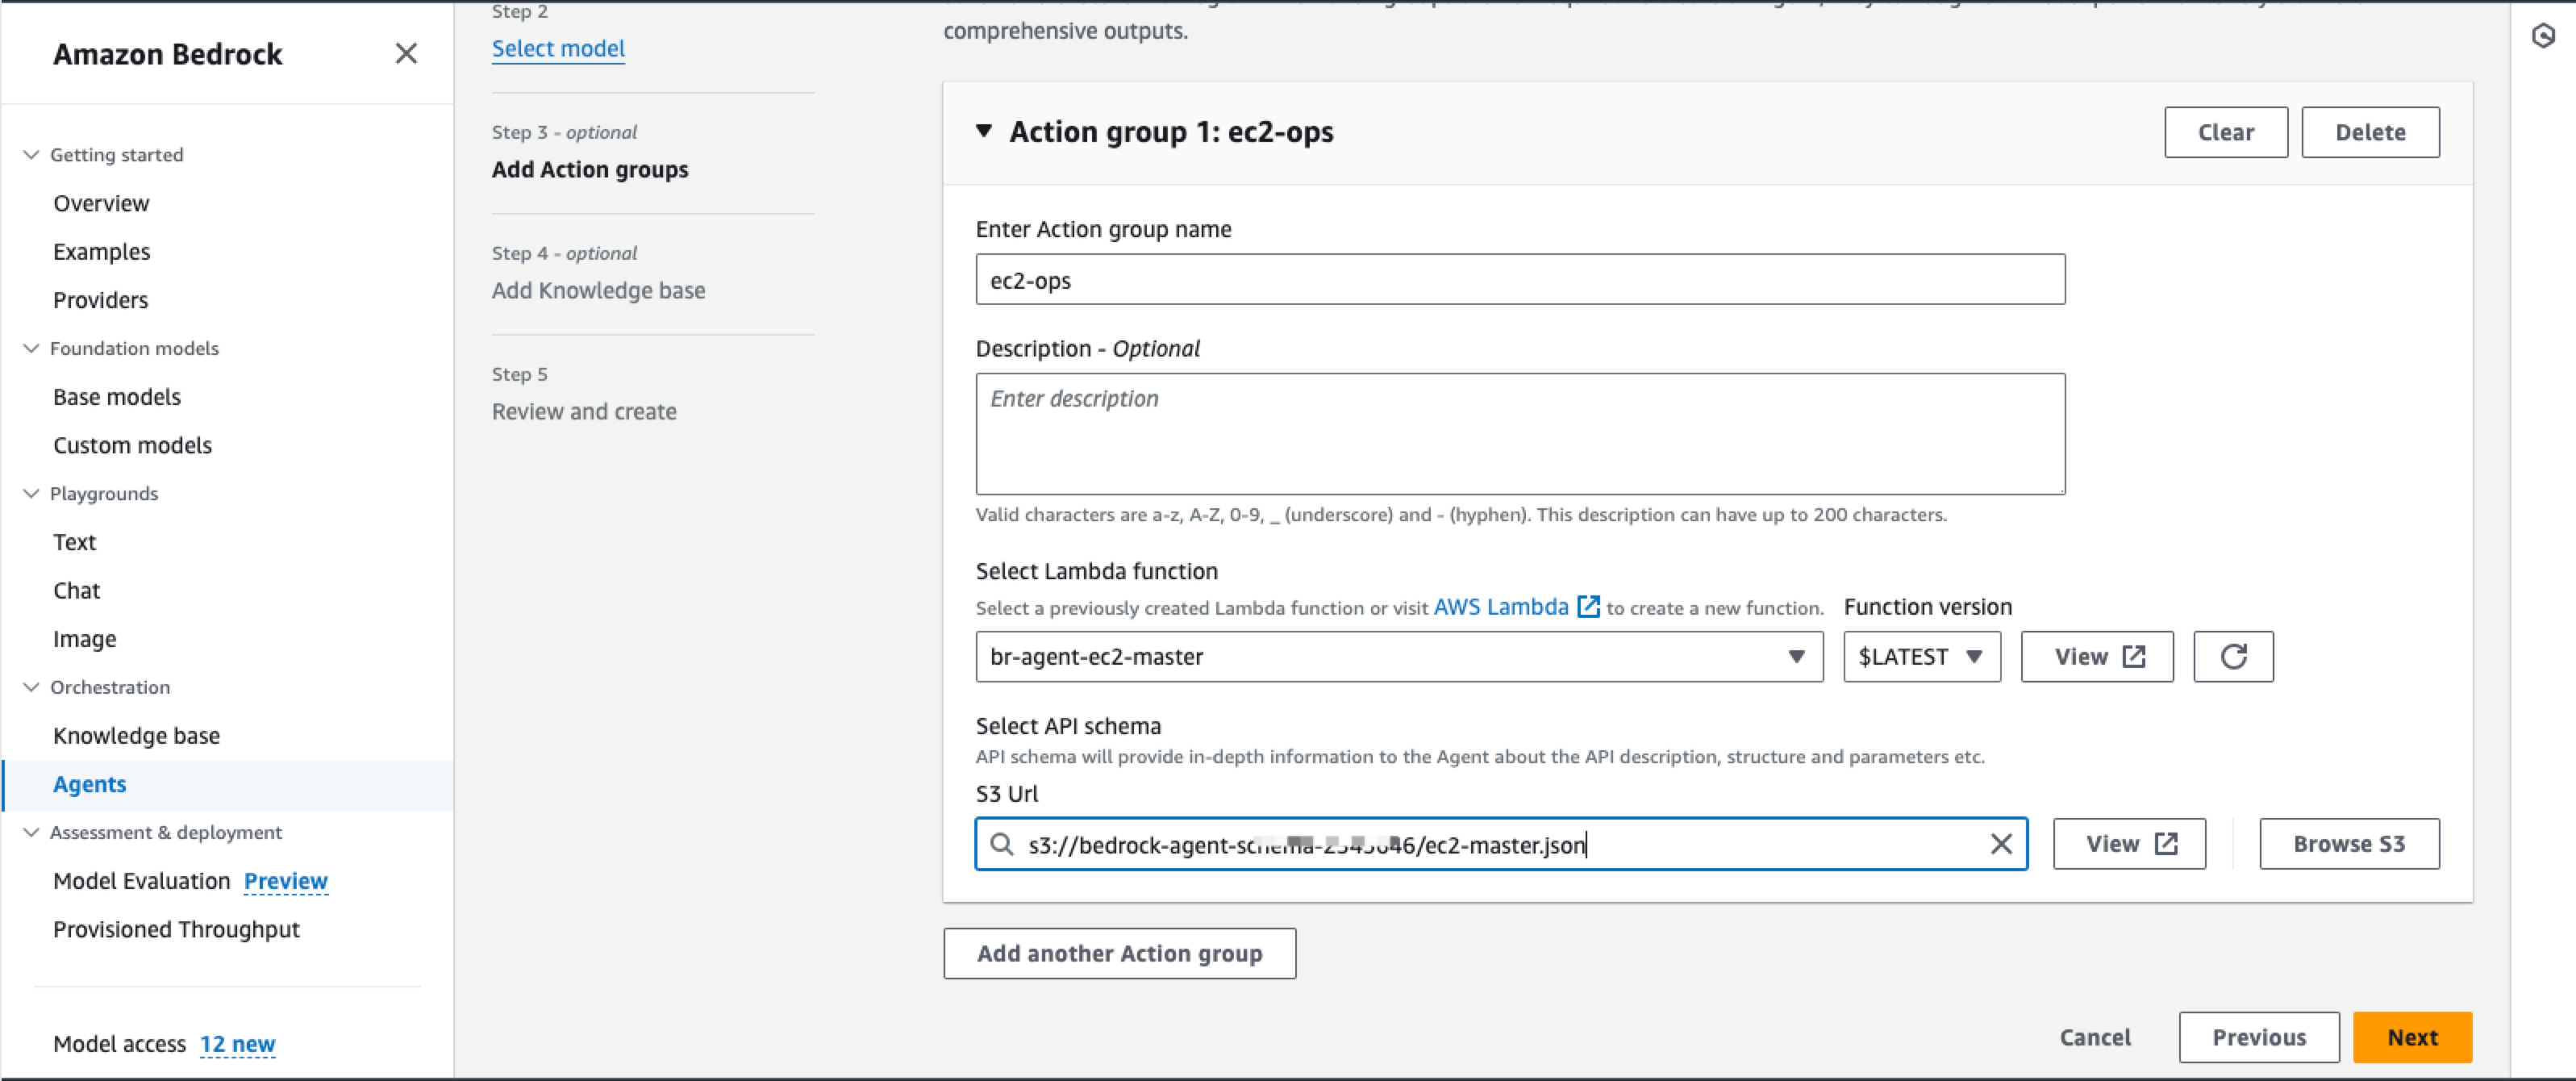 Amazon Bedrock
Getting started
Overview
Examples
Providers
Foundation models
Base models
Custom models
Playgrounds
Text
Chat
Image
Orchestration
Knowledge base
Agents
Assessment & deployment
Model Evaluation Preview
Provisioned Throughput
Model access 12 new
Step 2
Select model
Step 3 - optional
Add Action groups
Step 4 - optional
Add Knowledge base
Step 5
Review and create
comprehensive outputs.
Action group 1: ec2-ops
Clear
Delete
Enter Action group name
ec2-ops
Description - Optional
Enter description
Valid characters are a-z, A-Z, 0-9, _ (underscore) and - (hyphen). This description can have up to 200 characters.
Select Lambda function
Select a previously created Lambda function or visit AWS Lambda to create a new function.
Function version
br-agent-ec2-master
$LATEST
View
Select API schema
API schema will provide in-depth information to the Agent about the API description, structure and parameters etc.
S3 Url
s3://bedrock-agent-/ec2-master.json
View
Browse S3
Add another Action group
Cancel
Previous
Next